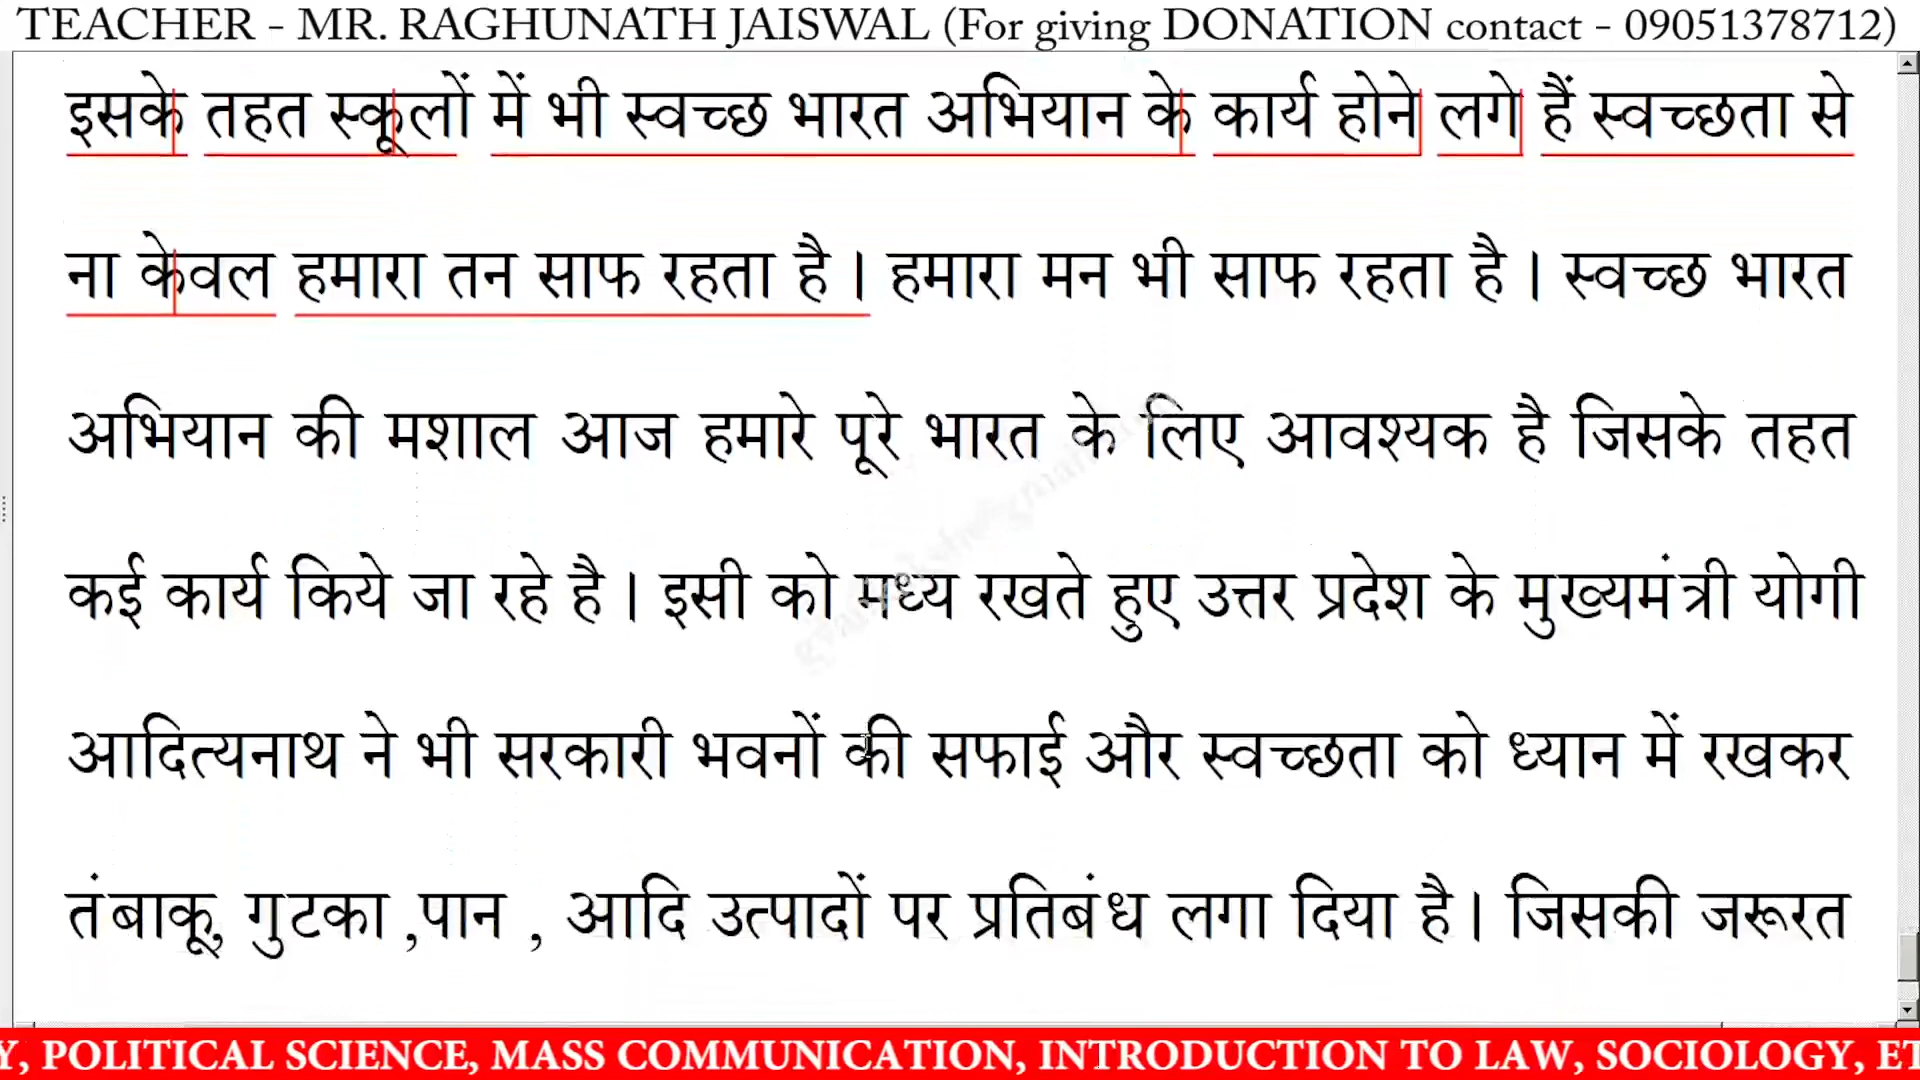 TEACHER - MR. RAGHUNATH JAISWAL (For giving DONATION contact - 09051378712)
इसके तहत स्कूलों में भी स्वच्छ भारत अभियान के कार्य होने लगे हैं स्वच्छता से
ना केवल हमारा तन साफ रहता है। हमारा मन भी साफ रहता है। स्वच्छ भारत
अभियान की मशाल आज हमारे पूरे भारत के लिए आवश्यक है जिसके तहत
कई कार्य किये जा रहे है। इसी को मध्य रखते हुए उत्तर प्रदेश के मुख्यमंत्री योगी
आदित्यनाथ ने भी सरकारी भवनों की सफाई और स्वच्छता को ध्यान में रखकर
तंबाकू, गुटका ,पान , आदि उत्पादों पर प्रतिबंध लगा दिया है। जिसकी जरूरत
Y, POLITICAL SCIENCE, MASS COMMUNICATION, INTRODUCTION TO LAW, SOCIOLOGY, ET